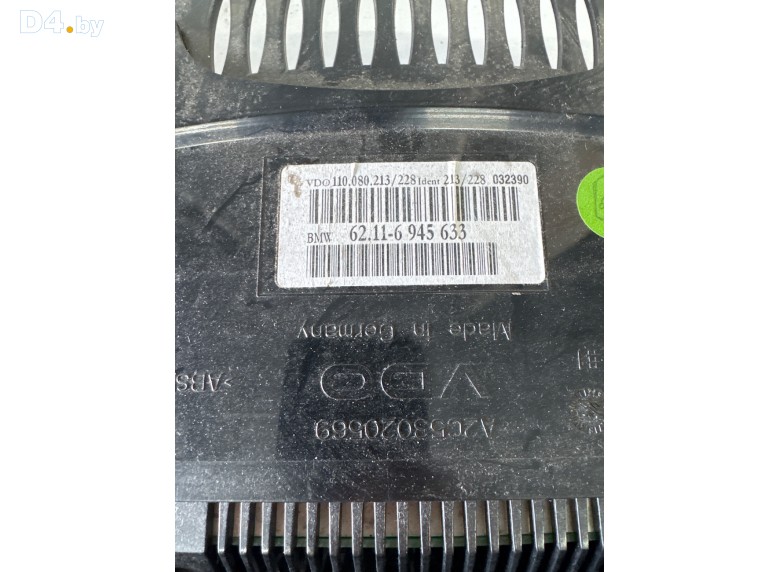 D4.by
VDO 110.080.213/228 Ident 213/228 032390
BMW 62.11-6 945 633
Made in Germany
VDO
A2C53020569
>ABS